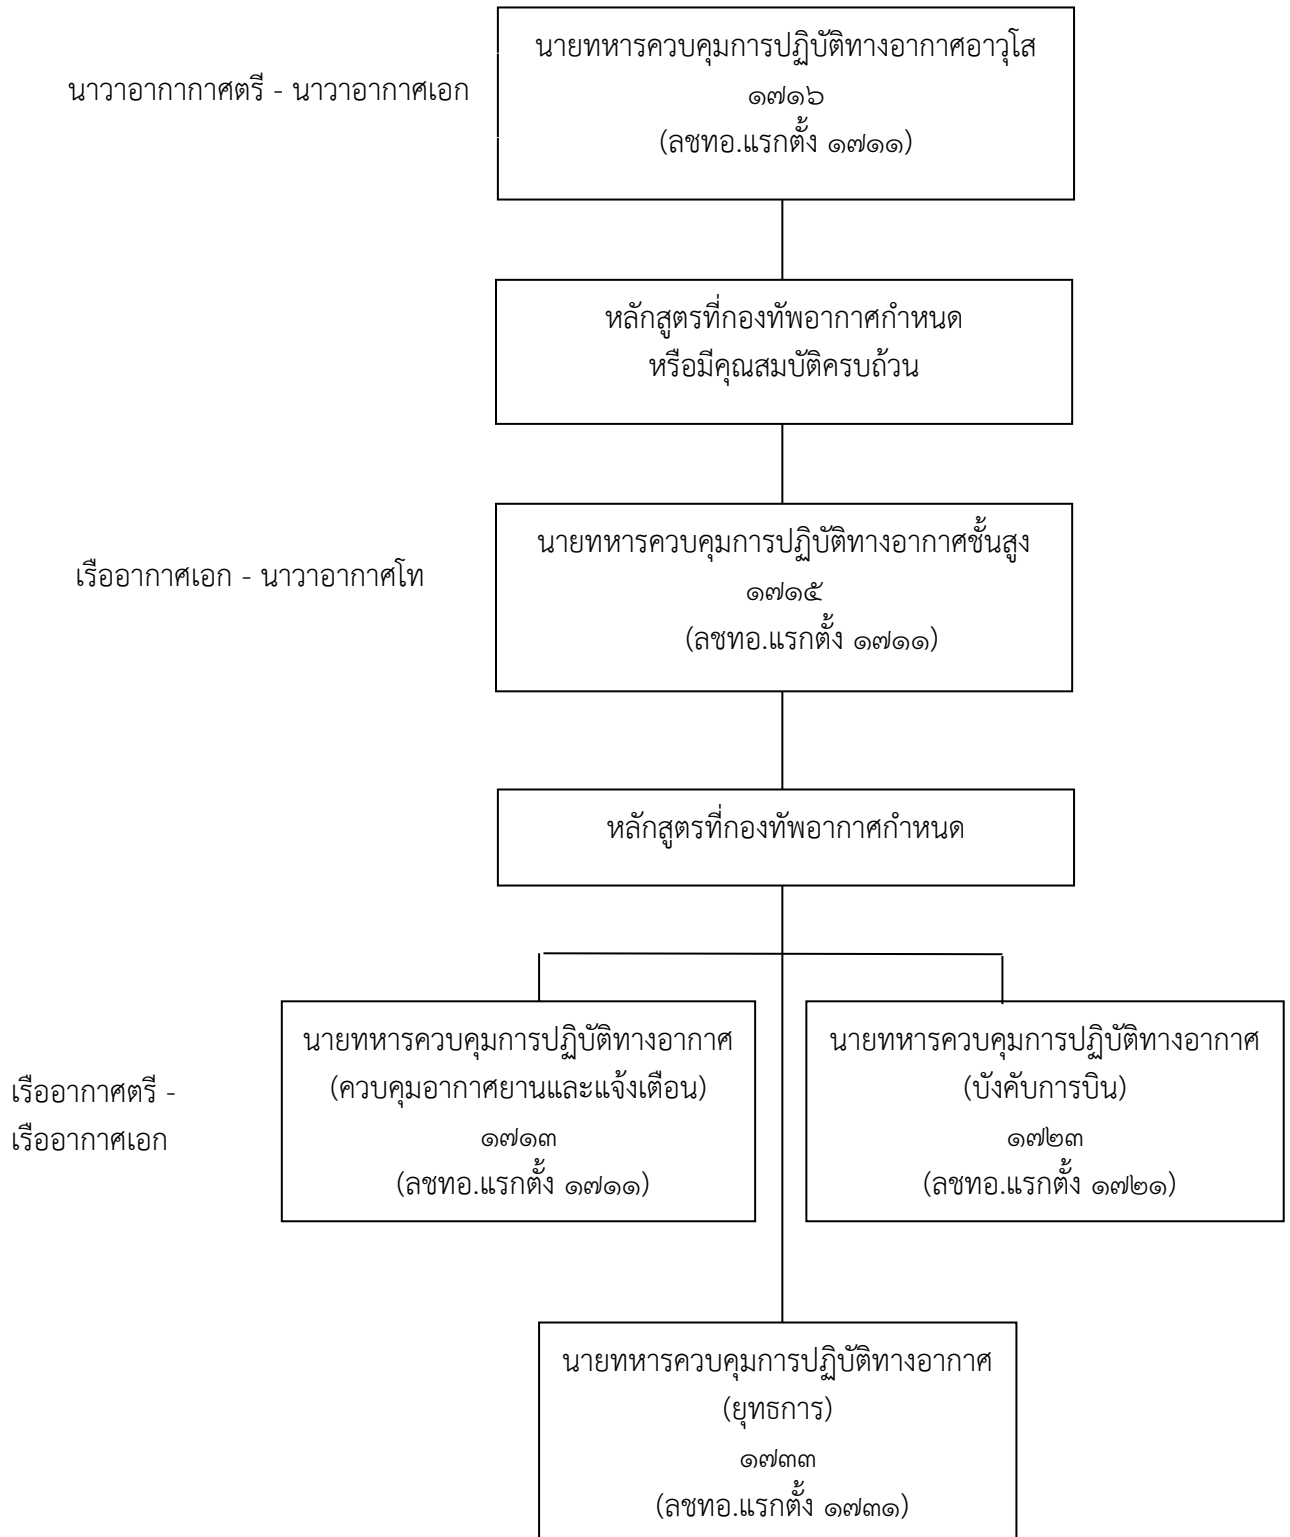 นายทหารควบคุมการปฏิบัติทางอากาศอาวุโส
๑๗๑๖
(ลชทอ.แรกตั้ง ๑๗๑๑)
นาวาอากากาศตรี - นาวาอากาศเอก
หลักสูตรที่กองทัพอากาศกำหนด
หรือมีคุณสมบัติครบถ้วน
นายทหารควบคุมการปฏิบัติทางอากาศชั้นสูง
๑๗๑๕
(ลชทอ.แรกตั้ง ๑๗๑๑)
เรืออากาศเอก - นาวาอากาศโท
หลักสูตรที่กองทัพอากาศกำหนด
เรืออากาศตรี -
เรืออากาศเอก
นายทหารควบคุมการปฏิบัติทางอากาศ
(ควบคุมอากาศยานและแจ้งเตือน)
๑๗๑๓
(ลชทอ.แรกตั้ง ๑๗๑๑)
นายทหารควบคุมการปฏิบัติทางอากาศ
(บังคับการบิน)
๑๗๒๓
(ลชทอ.แรกตั้ง ๑๗๒๑)
นายทหารควบคุมการปฏิบัติทางอากาศ
(ยุทธการ)
๑๗๓๓
(ลชทอ.แรกตั้ง ๑๗๓๑)